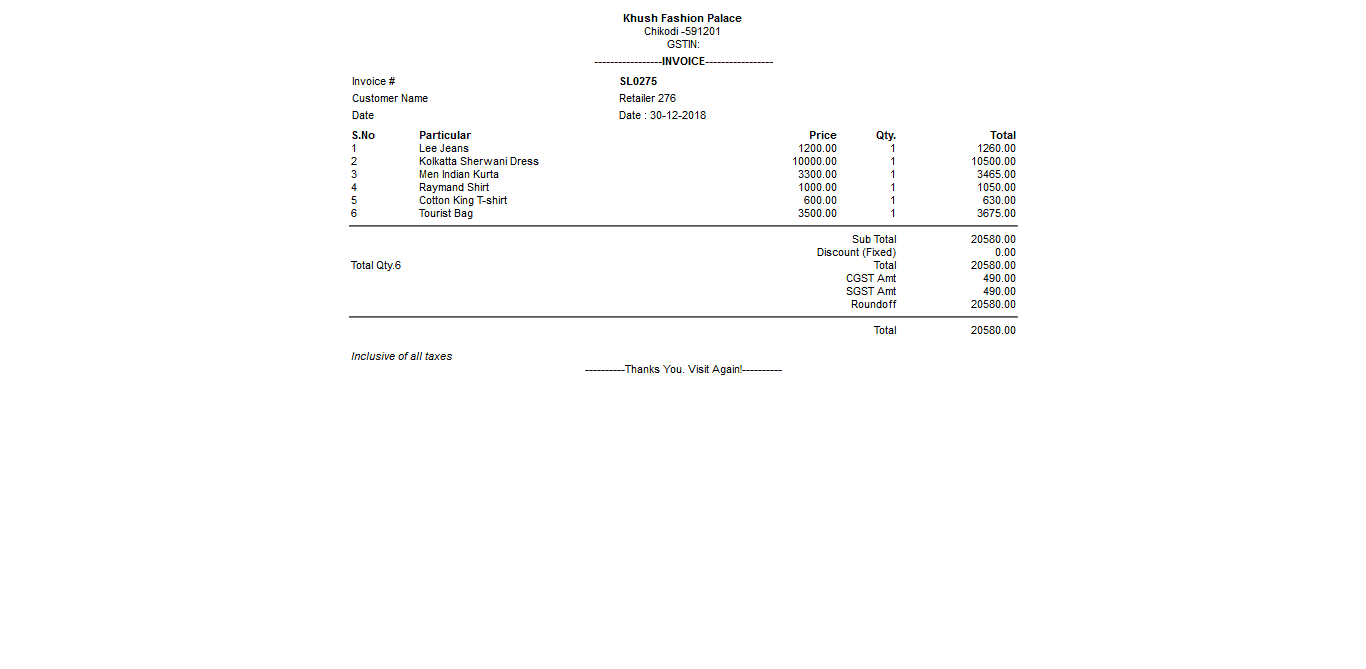 Khush Fashion Palace
Chikodi -591201
GSTIN:
-----------------INVOICE-----------------
Invoice # SL0275
Customer Name Retailer 276
Date Date : 30-12-2018
S.No Particular Price Qty. Total
1 Lee Jeans 1200.00 1 1260.00
2 Kolkatta Sherwani Dress 10000.00 1 10500.00
3 Men Indian Kurta 3300.00 1 3465.00
4 Raymand Shirt 1000.00 1 1050.00
5 Cotton King T-shirt 600.00 1 630.00
6 Tourist Bag 3500.00 1 3675.00
Sub Total 20580.00
Discount (Fixed) 0.00
Total Qty.6 Total 20580.00
CGST Amt 490.00
SGST Amt 490.00
Roundoff 20580.00
Total 20580.00
Inclusive of all taxes
----------Thanks You. Visit Again!----------